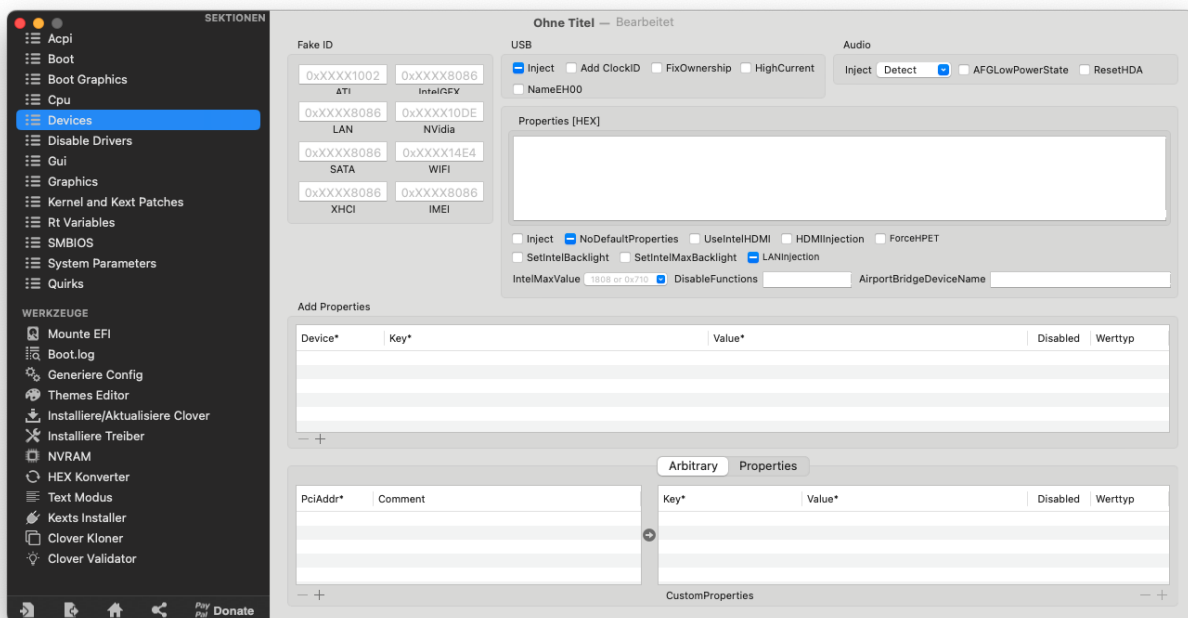 SEKTIONEN
Acpi
Boot
Boot Graphics
Cpu
Devices
Disable Drivers
Gui
Graphics
Kernel and Kext Patches
Rt Variables
SMBIOS
System Parameters
Quirks
WERKZEUGE
Mounte EFI
Boot.log
Generiere Config
Themes Editor
Installiere/Aktualisiere Clover
Installiere Treiber
NVRAM
HEX Konverter
Text Modus
Kexts Installer
Clover Kloner
Clover Validator
Pay Pal Donate
Ohne Titel — Bearbeitet
Fake ID
0xXXXX1002 0xXXXX8086
ATI IntelGFX
0xXXXX8086 0xXXXX10DE
LAN NVidia
0xXXXX8086 0xXXXX14E4
SATA WIFI
0xXXXX8086 0xXXXX8086
XHCI IMEI
USB
Inject Add ClockID FixOwnership HighCurrent
NameEH00
Audio
Inject Detect AFGLowPowerState ResetHDA
Properties [HEX]
Inject NoDefaultProperties UseIntelHDMI HDMIInjection ForceHPET
SetIntelBacklight SetIntelMaxBacklight LANInjection
IntelMaxValue 1808 or 0x710 DisableFunctions AirportBridgeDeviceName
Add Properties
Device* Key* Value* Disabled Werttyp
Arbitrary Properties
PciAddr* Comment
Key* Value* Disabled Werttyp
CustomProperties